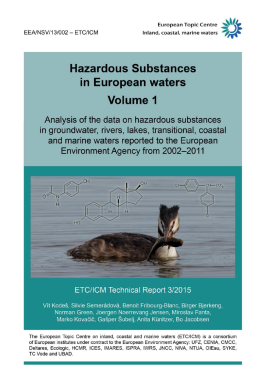 EEA/NSV/13/002 – ETC/ICM
European Topic Centre
Inland, coastal, marine waters
Hazardous Substances
in European waters
Volume 1
Analysis of the data on hazardous substances
in groundwater, rivers, lakes, transitional, coastal
and marine waters reported to the European
Environment Agency from 2002–2011
ETC/ICM Technical Report 3/2015
Vít Kodeš, Silvie Semerádová, Benoit Fribourg-Blanc, Birger Bjerkeng,
Norman Green, Joergen Noerrevang Jensen, Miroslav Fanta,
Marko Kovačić, Gašper Šubelj, Anita Künitzer, Bo Jacobsen
The European Topic Centre on inland, coastal and marine waters (ETC/ICM) is a consortium
of European institutes under contract to the European Environment Agency: UFZ, CENIA, CMCC,
Deltares, Ecologic, HCMR, ICES, IMARES, ISPRA, IWRS, JNCC, NIVA, NTUA, OIEau, SYKE,
TC Vode and UBAD.